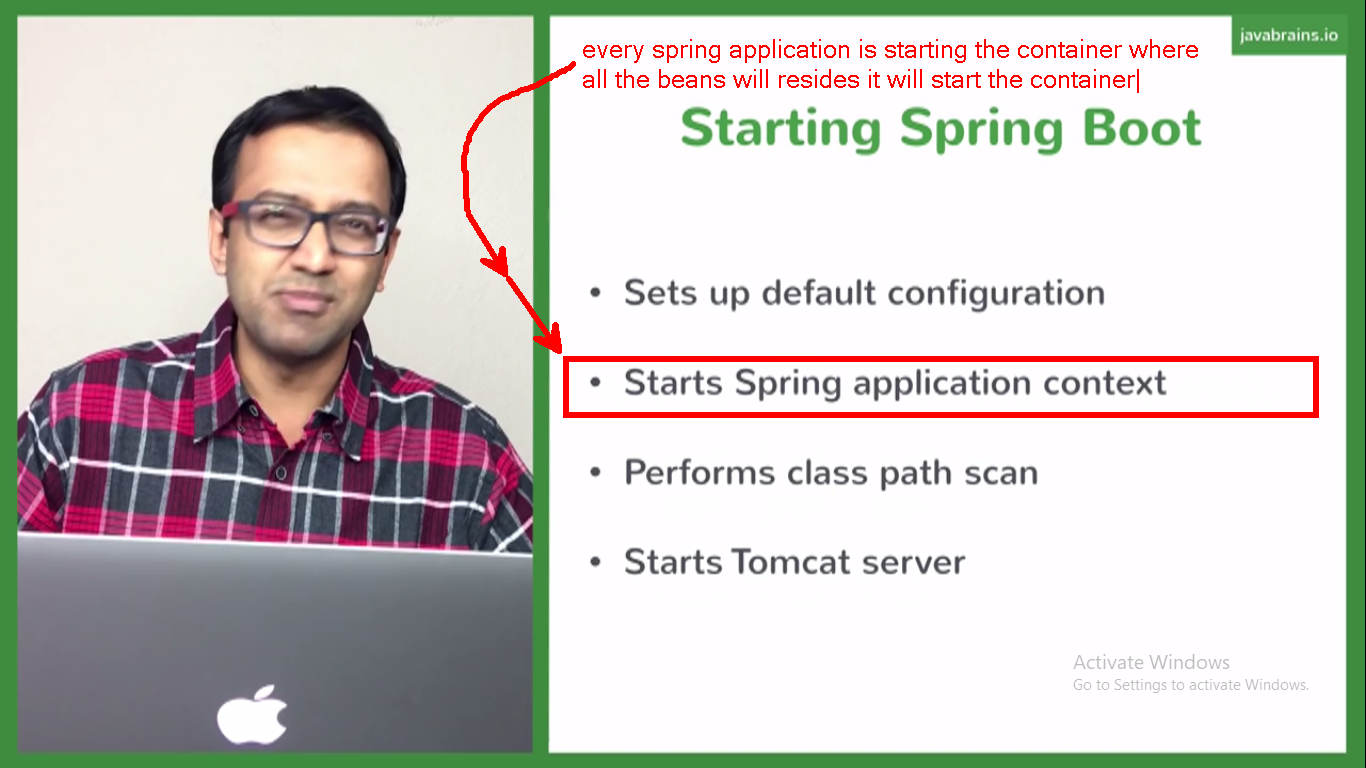 javabrains.io
every spring application is starting the container where
all the beans will resides it will start the container
Starting Spring Boot
• Sets up default configuration
• Starts Spring application context
• Performs class path scan
• Starts Tomcat server
Activate Windows
Go to Settings to activate Windows.